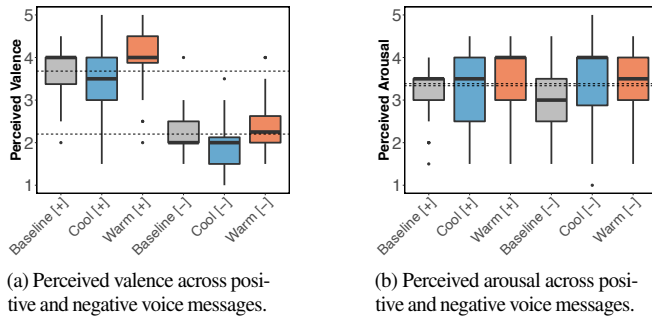 Perceived Valence
5
4
3
2
1
Baseline [+]
Cool [+]
Warm [+]
Baseline [−]
Cool [−]
Warm [−]
(a) Perceived valence across posi-
tive and negative voice messages.
Perceived Arousal
5
4
3
2
1
Baseline [+]
Cool [+]
Warm [+]
Baseline [−]
Cool [−]
Warm [−]
(b) Perceived arousal across posi-
tive and negative voice messages.